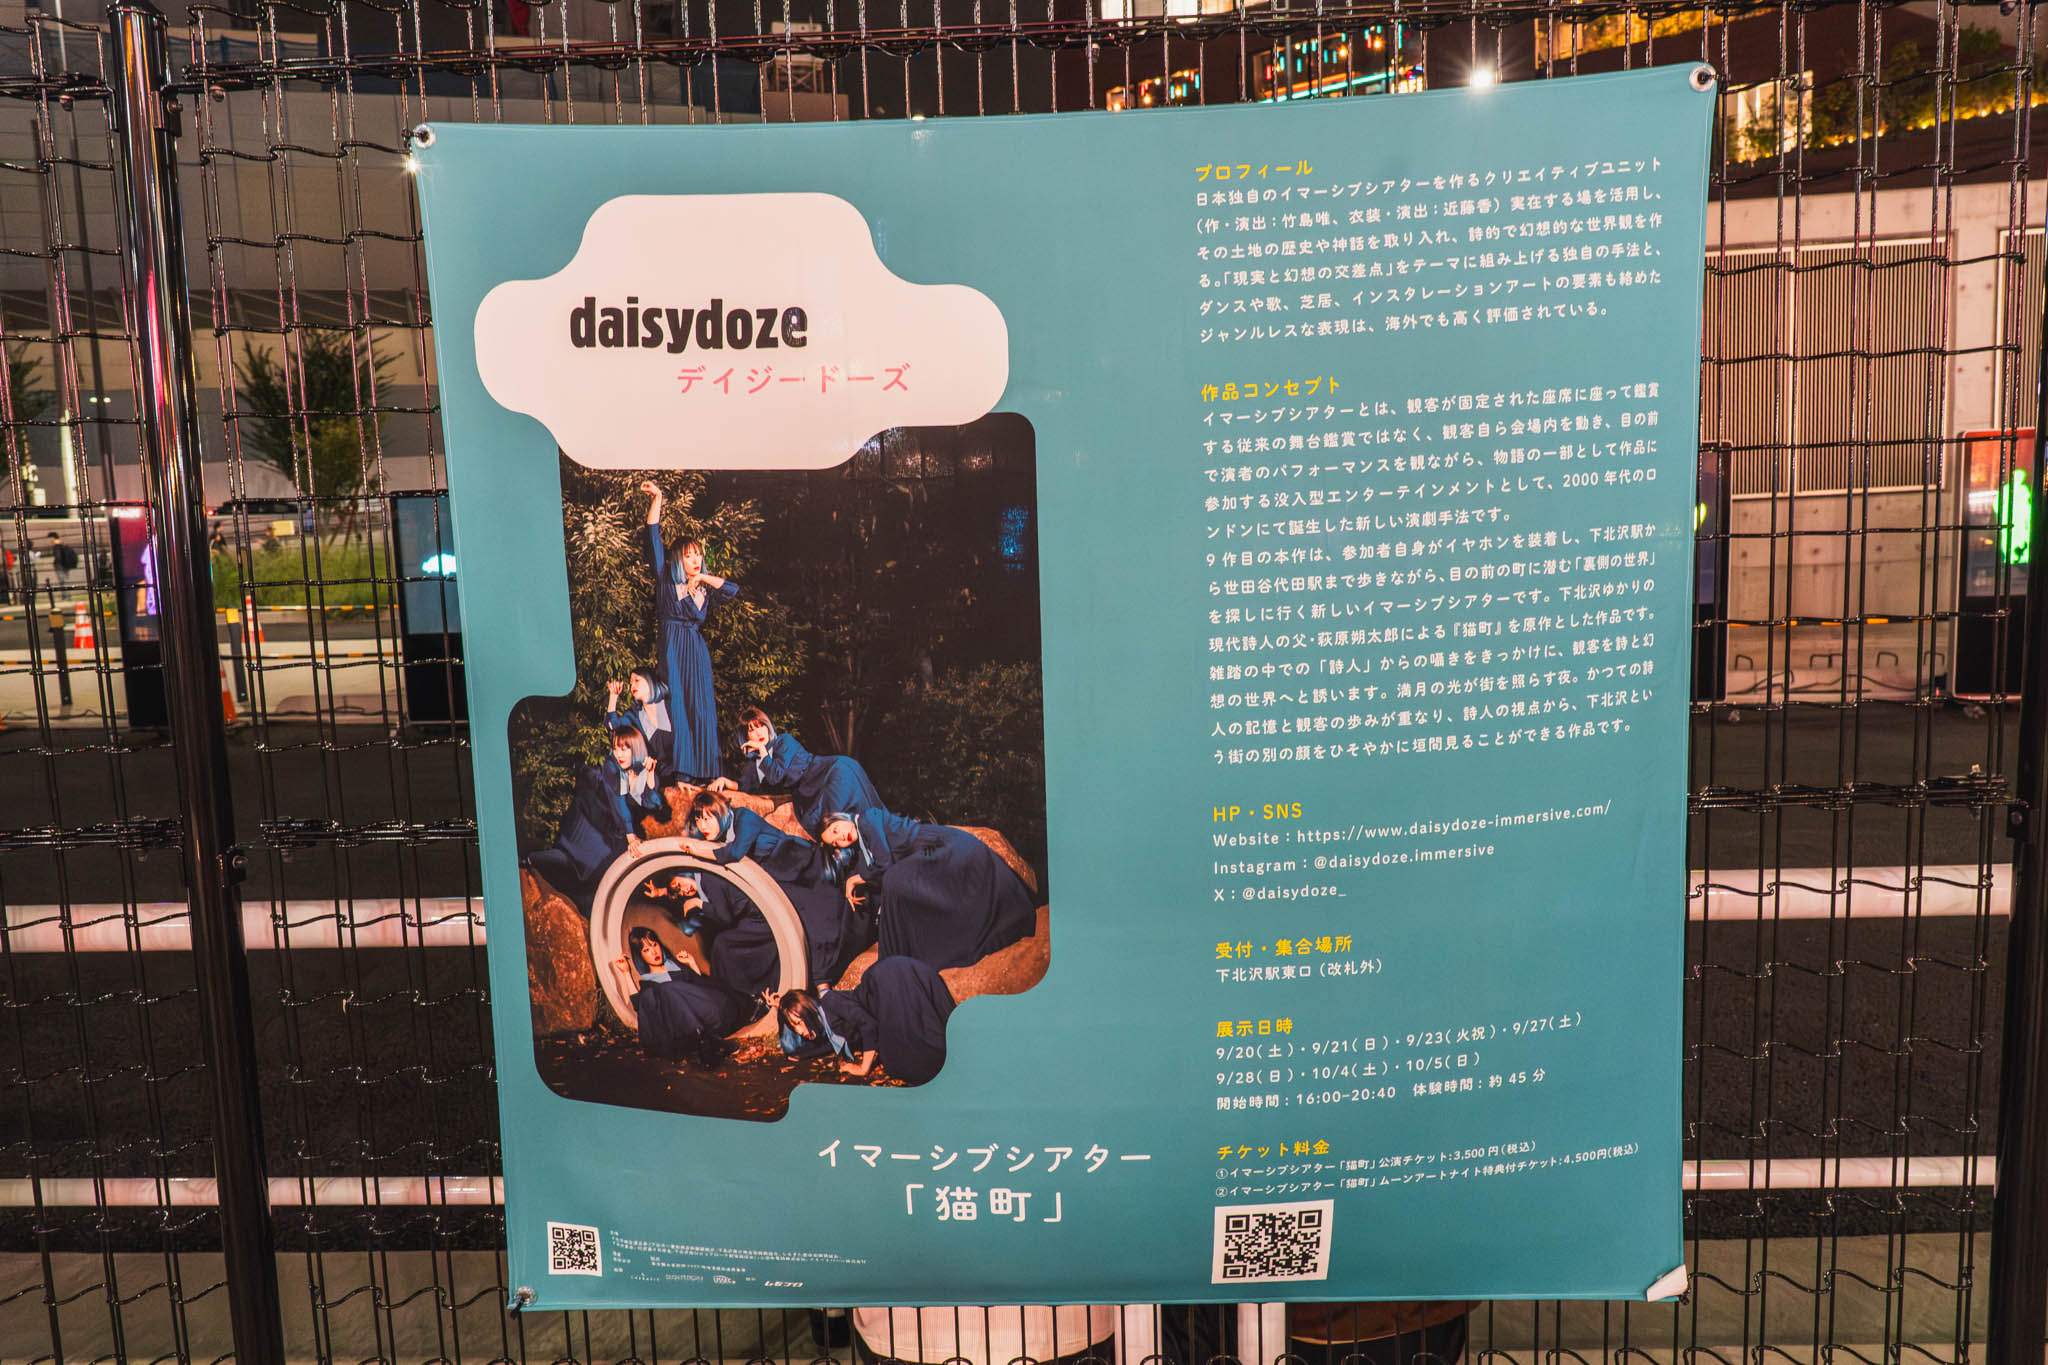 daisydoze
デイジードーズ
イマーシブシアター
「猫町」
プロフィール
日本独自のイマーシブシアターを作るクリエイティブユニット
(作・演出：竹島唯、衣装・演出：近藤香) 実在する場を活用し、
その土地の歴史や神話を取り入れ、詩的で幻想的な世界観を作
る。「現実と幻想の交差点」をテーマに組み上げる独自の手法と、
ダンスや歌、芝居、インスタレーションアートの要素も絡めた
ジャンルレスな表現は、海外でも高く評価されている。
作品コンセプト
イマーシブシアターとは、観客が固定された座席に座って鑑賞
する従来の舞台鑑賞ではなく、観客自ら会場内を動き、目の前
で演者のパフォーマンスを観ながら、物語の一部として作品に
参加する没入型エンターテインメントとして、2000 年代のロ
ンドンにて誕生した新しい演劇手法です。
9 作目の本作は、参加者自身がイヤホンを装着し、下北沢駅か
ら世田谷代田駅まで歩きながら、目の前の町に潜む「裏側の世界」
を探しに行く新しいイマーシブシアターです。下北沢ゆかりの
現代詩人の父・萩原朔太郎による『猫町』を原作とした作品です。
雑踏の中での「詩人」からの囁きをきっかけに、観客を詩と幻
想の世界へと誘います。満月の光が街を照らす夜。かつての詩
人の記憶と観客の歩みが重なり、詩人の視点から、下北沢とい
う街の別の顔をひそやかに垣間見ることができる作品です。
HP・SNS
Website：https://www.daisydoze-immersive.com/
Instagram：@daisydoze.immersive
X：@daisydoze_
受付・集合場所
下北沢駅東口 (改札外)
展示日時
9/20(土)・9/21(日)・9/23(火祝)・9/27(土)
9/28(日)・10/4(土)・10/5(日)
開始時間：16:00−20:40　体験時間：約 45 分
チケット料金
①イマーシブシアター「猫町」公演チケット：3,500円(税込)
②イマーシブシアター「猫町」ムーンアートナイト特典付チケット：4,500円(税込)